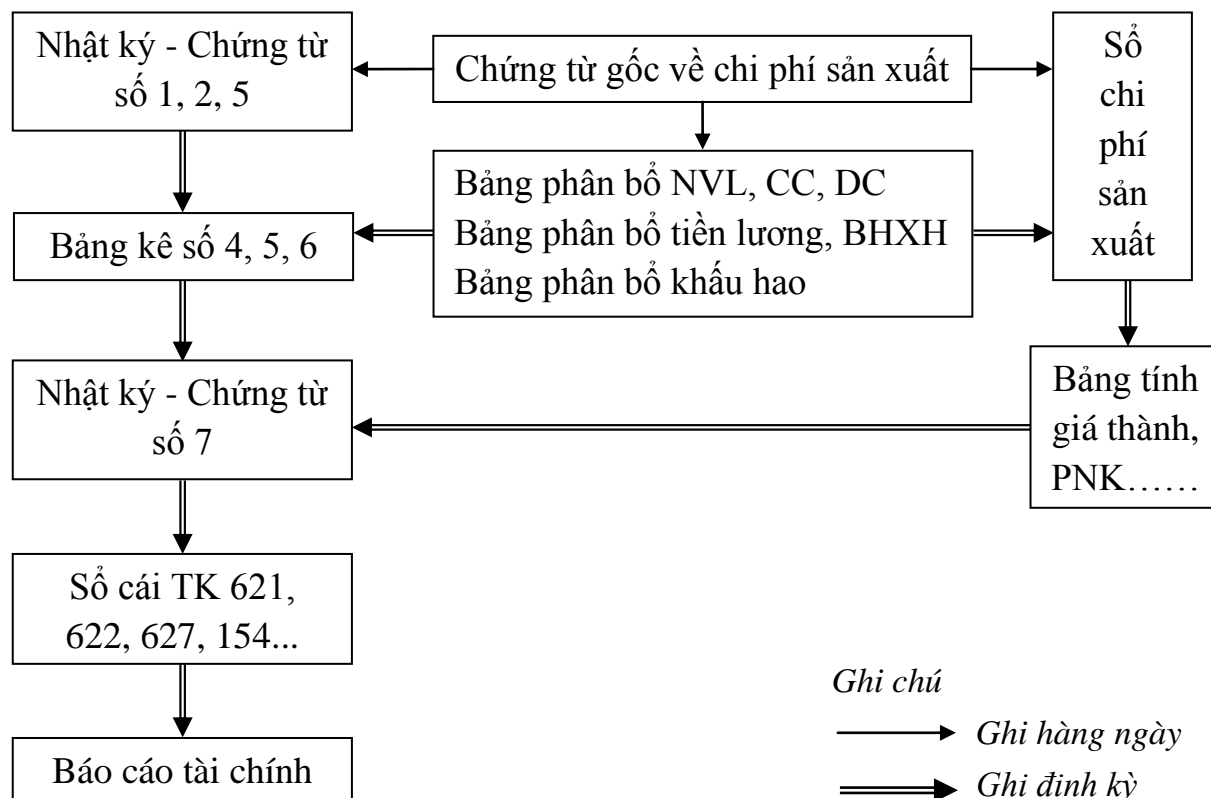 Nhật ký - Chứng từ
số 1, 2, 5
Chứng từ gốc về chi phí sản xuất
Sổ
chi
phí
sản
xuất
Bảng phân bổ NVL, CC, DC
Bảng phân bổ tiền lương, BHXH
Bảng phân bổ khấu hao
Bảng kê số 4, 5, 6
Nhật ký - Chứng từ
số 7
Bảng tính
giá thành,
PNK……
Sổ cái TK 621,
622, 627, 154...
Báo cáo tài chính
Ghi chú
Ghi hàng ngày
Ghi định kỳ